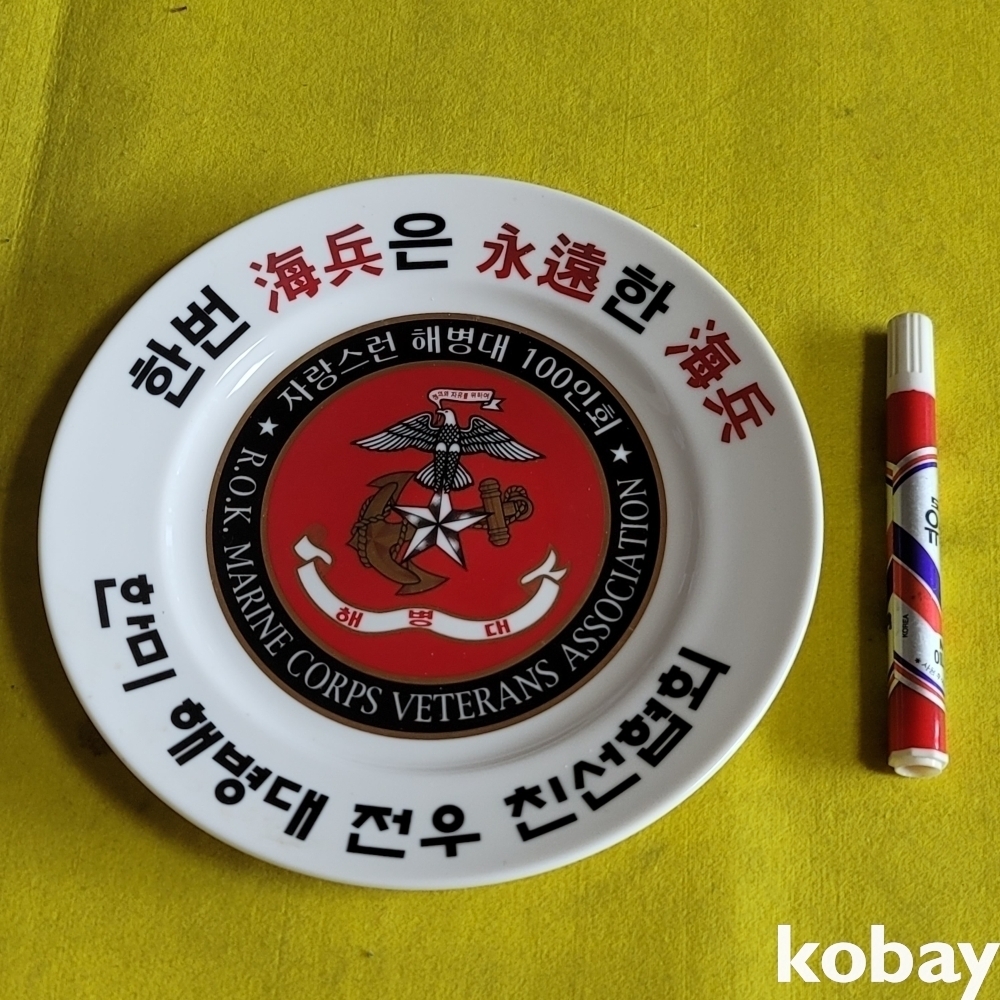 한번 海兵은 永遠한 海兵
자랑스런 해병대 100인회
★ R.O.K. MARINE CORPS VETERANS ASSOCIATION ★
해병대
한미 해병대 전우 친선협회
KOREA
kobay